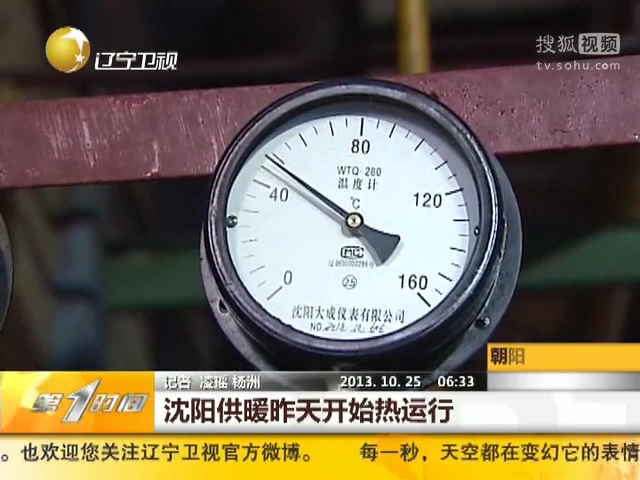 辽宁卫视
搜狐视频
tv.sohu.com
80
WTQ-280
温度计
℃
40
120
0
160
MC
25
沈阳大成仪表有限公司
NO.
朝阳
记者 凌瑶 杨洲
2013.10.25 06:33
第1时间
沈阳供暖昨天开始热运行
。也欢迎您关注辽宁卫视官方微博。 每一秒，天空都在变幻它的表情